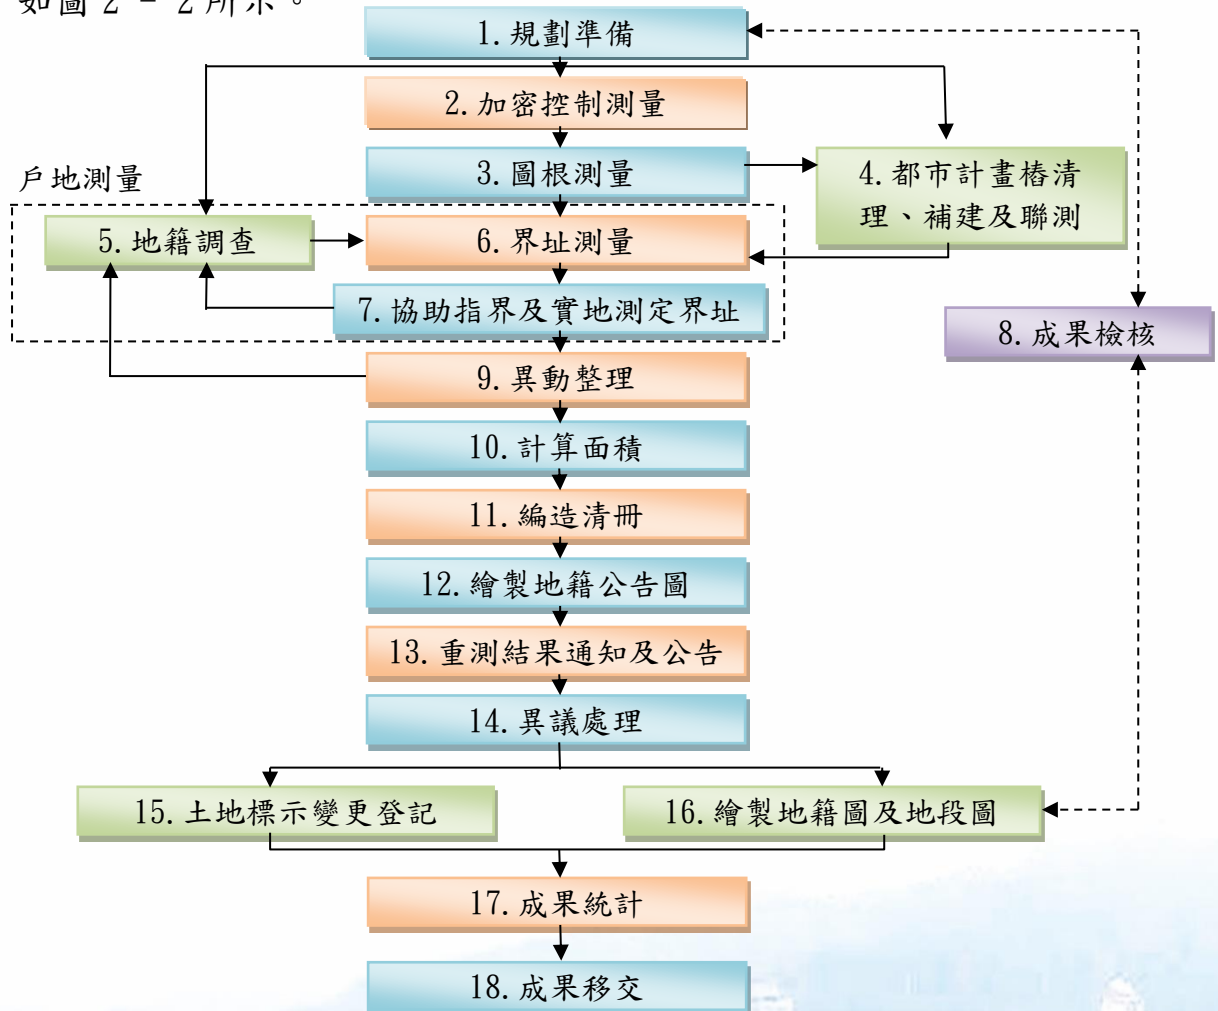 如圖 2 - 2 所示。
1.規劃準備
2.加密控制測量
3.圖根測量
4.都市計畫樁清
理、補建及聯測
戶地測量
5.地籍調查
6.界址測量
7.協助指界及實地測定界址
8.成果檢核
9.異動整理
10.計算面積
11.編造清冊
12.繪製地籍公告圖
13.重測結果通知及公告
14.異議處理
15.土地標示變更登記
16.繪製地籍圖及地段圖
17.成果統計
18.成果移交